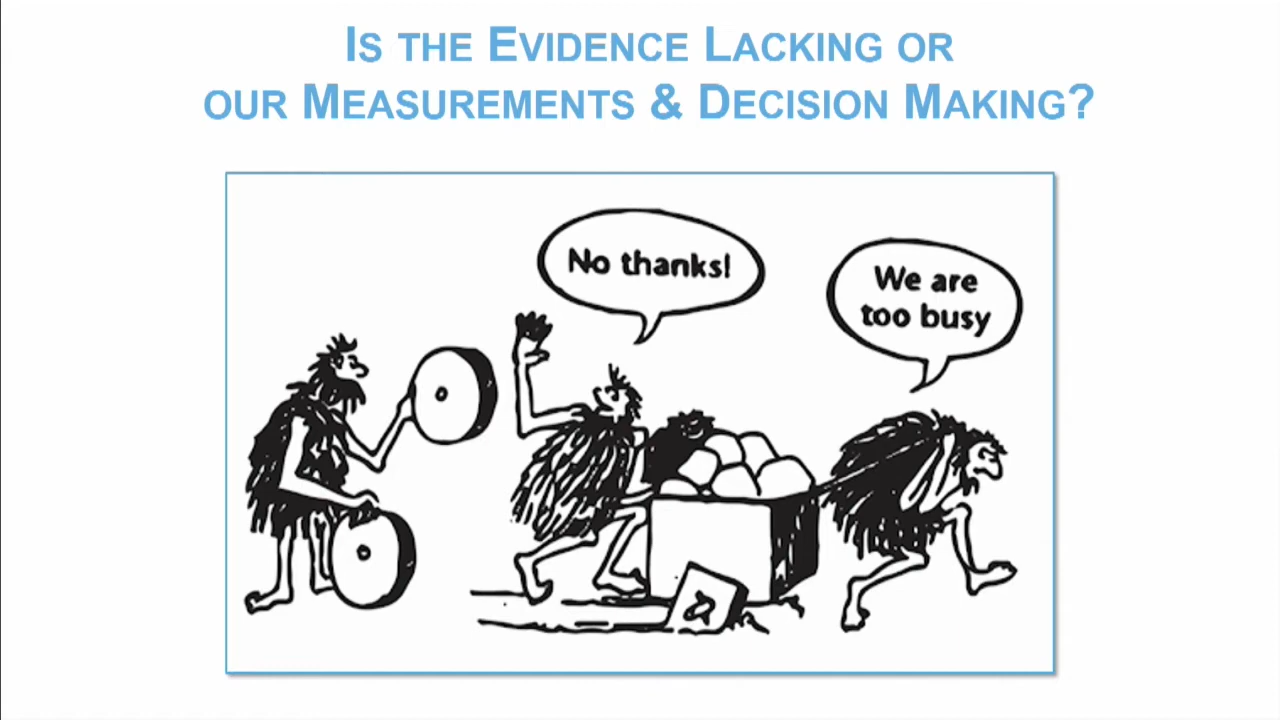 Is the Evidence Lacking or
our Measurements & Decision Making?
No thanks!
We are
too busy